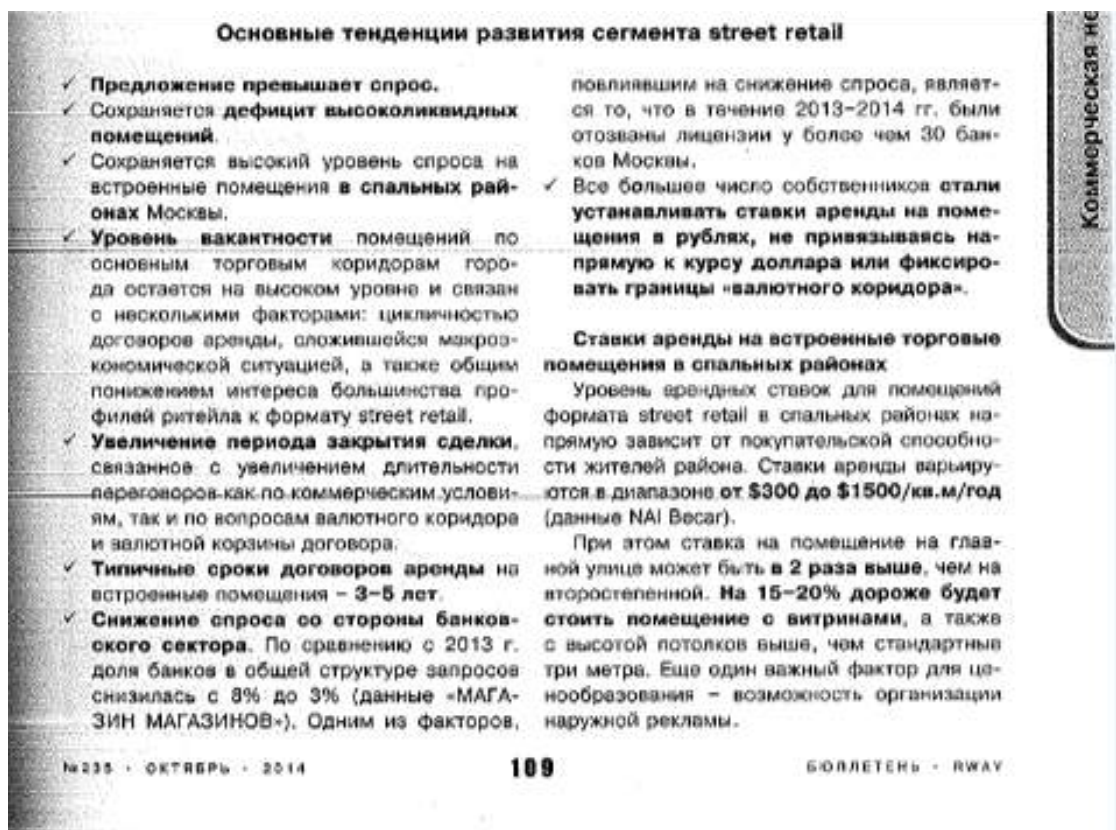 Основные тенденции развития сегмента street retail
✓ Предложение превышает спрос.
✓ Сохраняется дефицит высоколиквидных
помещений.
✓ Сохраняется высокий уровень спроса на
встроенные помещения в спальных рай-
онах Москвы.
✓ Уровень вакантности помещений по
основным торговым коридорам горо-
да остается на высоком уровне и связан
с несколькими факторами: цикличностью
договоров аренды, сложившейся макроэ-
кономической ситуацией, а также общим
понижением интереса большинства про-
филей ритейла к формату street retail.
✓ Увеличение периода закрытия сделки,
связанное с увеличением длительности
переговоров как по коммерческим услови-
ям, так и по вопросам валютного коридора
и валютной корзины договора.
✓ Типичные сроки договоров аренды на
встроенные помещения – 3–5 лет.
✓ Снижение спроса со стороны банков-
ского сектора. По сравнению с 2013 г.
доля банков в общей структуре запросов
снизилась с 8% до 3% (данные «МАГА-
ЗИН МАГАЗИНОВ»). Одним из факторов,
повлиявшим на снижение спроса, являет-
ся то, что в течение 2013–2014 гг. были
отозваны лицензии у более чем 30 бан-
ков Москвы.
✓ Все большее число собственников стали
устанавливать ставки аренды на поме-
щения в рублях, не привязываясь на-
прямую к курсу доллара или фиксиро-
вать границы «валютного коридора».
Ставки аренды на встроенные торговые
помещения в спальных районах
Уровень арендных ставок для помещений
формата street retail в спальных районах на-
прямую зависит от покупательской способно-
сти жителей района. Ставки аренды варьиру-
ются в диапазоне от $300 до $1500/кв.м/год
(данные NAI Becar).
При этом ставка на помещение на глав-
ной улице может быть в 2 раза выше, чем на
второстепенной. На 15–20% дороже будет
стоить помещение с витринами, а также
с высотой потолков выше, чем стандартные
три метра. Еще один важный фактор для це-
нообразования – возможность организации
наружной рекламы.
Коммерческая не
№235 · ОКТЯБРЬ · 2014
109
БЮЛЛЕТЕНЬ · RWAY